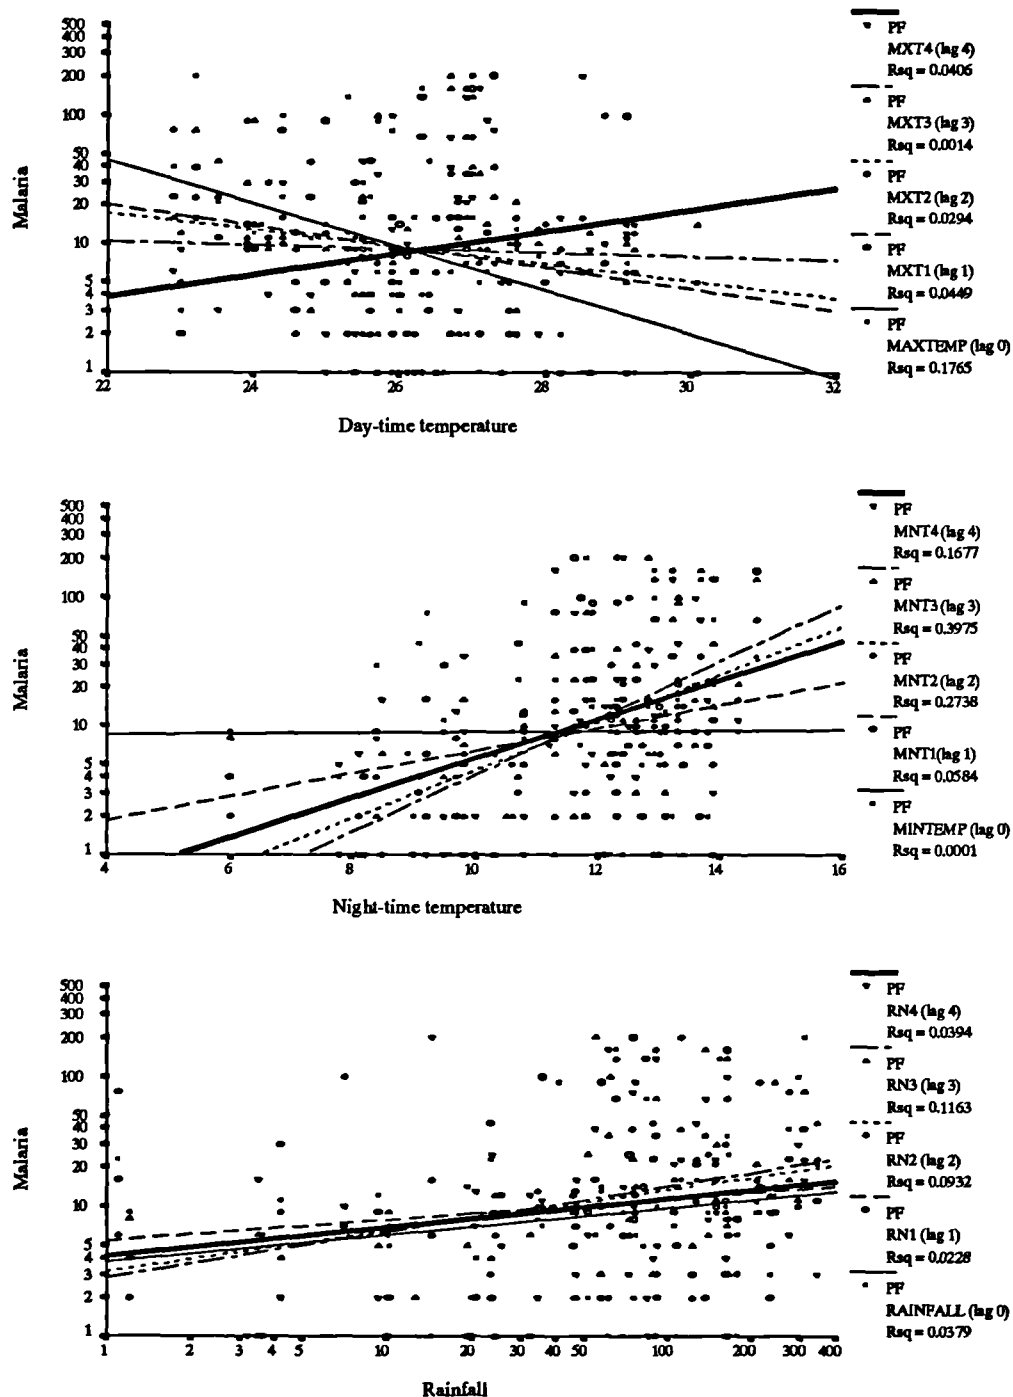 500
400
300
200
100
50
40
30
20
10
5
4
3
2
1
Malaria
22
24
26
28
30
32
Day-time temperature
PF
MXT4 (lag 4)
Rsq = 0.0406
PF
MXT3 (lag 3)
Rsq = 0.0014
PF
MXT2 (lag 2)
Rsq = 0.0294
PF
MXT1 (lag 1)
Rsq = 0.0449
PF
MAXTEMP (lag 0)
Rsq = 0.1765
500
400
300
200
100
50
40
30
20
10
5
4
3
2
1
Malaria
4
6
8
10
12
14
16
Night-time temperature
PF
MNT4 (lag 4)
Rsq = 0.1677
PF
MNT3 (lag 3)
Rsq = 0.3975
PF
MNT2 (lag 2)
Rsq = 0.2738
PF
MNT1(lag 1)
Rsq = 0.0584
PF
MINTEMP (lag 0)
Rsq = 0.0001
500
400
300
200
100
50
40
30
20
10
5
4
3
2
1
Malaria
1
2
3
4
5
10
20
30
40
50
100
200
300
400
Rainfall
PF
RN4 (lag 4)
Rsq = 0.0394
PF
RN3 (lag 3)
Rsq = 0.1163
PF
RN2 (lag 2)
Rsq = 0.0932
PF
RN1 (lag 1)
Rsq = 0.0228
PF
RAINFALL (lag 0)
Rsq = 0.0379